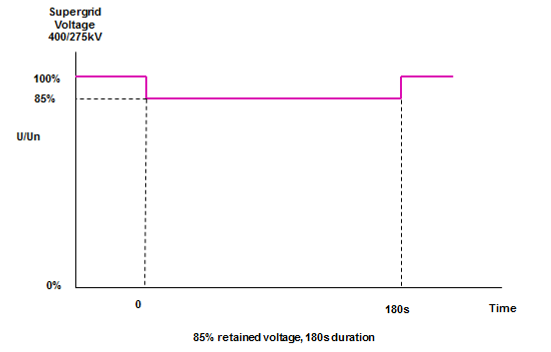 Supergrid
Voltage
400/275kV
100%
85%
U/Un
0%
0
180s
Time
85% retained voltage, 180s duration